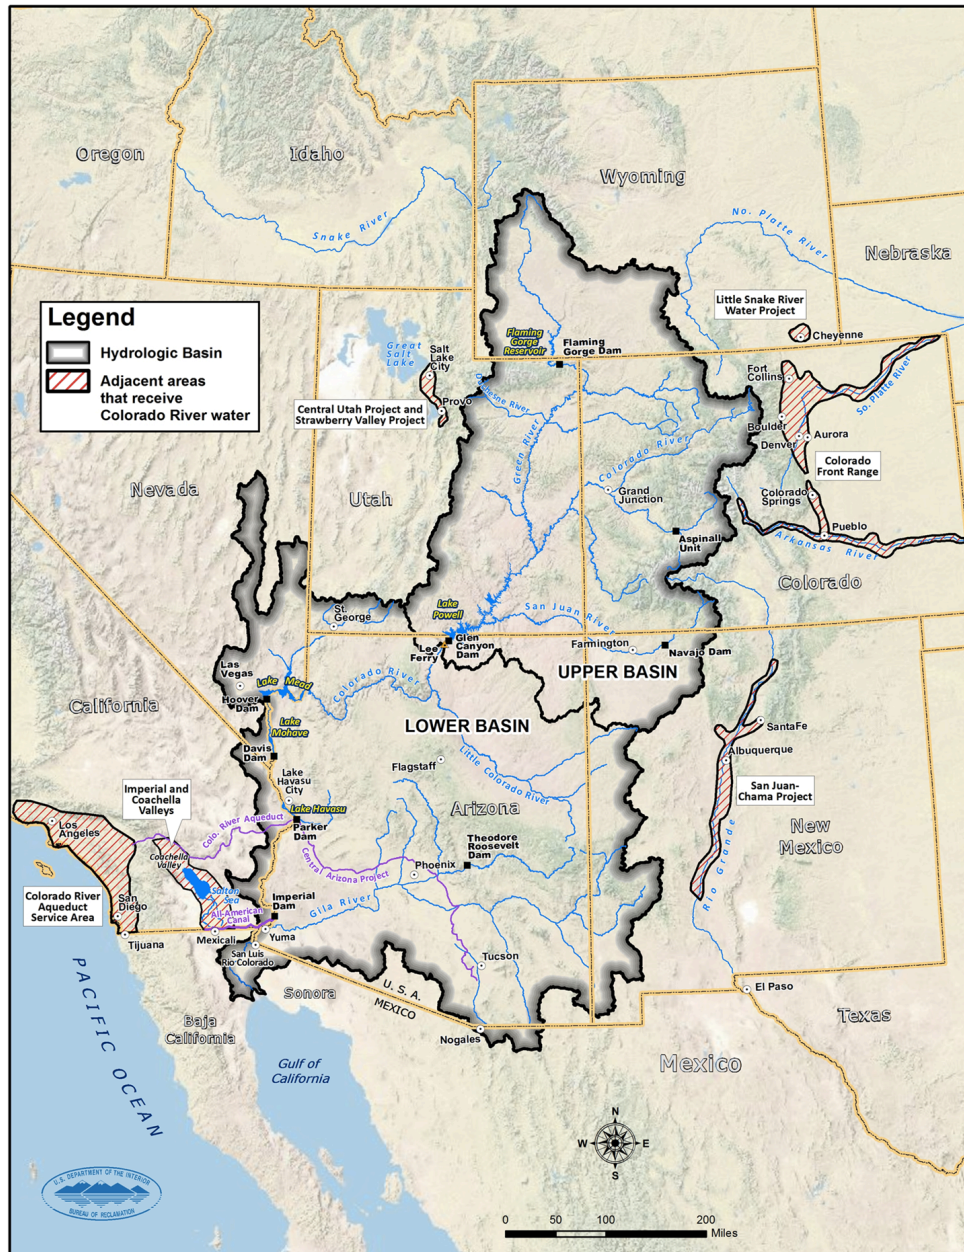 Oregon
Idaho
Wyoming
Snake River
No. Platte River
Nebraska
Legend
Hydrologic Basin
Adjacent areas
that receive
Colorado River water
Great
Salt
Lake
Salt
Lake
City
Provo
Central Utah Project and
Strawberry Valley Project
Duchesne River
Flaming
Gorge
Reservoir
Flaming
Gorge Dam
Little Snake River
Water Project
Cheyenne
Fort
Collins
So. Platte River
Boulder
Denver
Aurora
Colorado
Front Range
Colorado
Springs
Pueblo
Arkansas River
Colorado
Green River
Colorado River
Grand
Junction
Aspinall
Unit
Nevada
Utah
St.
George
Lake
Powell
San Juan River
Lee
Ferry
Glen
Canyon
Dam
Farmington
Navajo Dam
UPPER BASIN
LOWER BASIN
Las
Vegas
Lake Mead
Colorado River
Hoover
Dam
California
Lake
Mohave
Davis
Dam
Flagstaff
Little Colorado River
SantaFe
Albuquerque
San Juan-
Chama Project
New
Mexico
Rio Grande
Lake
Havasu
City
Lake Havasu
Parker
Dam
Arizona
Imperial and
Coachella
Valleys
Los
Angeles
Colo. River Aqueduct
Coachella
Valley
Central Arizona Project
Phoenix
Theodore
Roosevelt
Dam
Colorado River
Aqueduct
Service Area
San
Diego
Salton
Sea
All-American
Canal
Imperial
Dam
Gila River
Tijuana
Mexicali
Yuma
San Luis
Rio Colorado
Tucson
Sonora
U. S. A.
MEXICO
Nogales
El Paso
Texas
Mexico
Baja
California
Gulf of
California
PACIFIC OCEAN
N
W
E
S
U.S. DEPARTMENT OF THE INTERIOR
BUREAU OF RECLAMATION
0 50 100 200
Miles